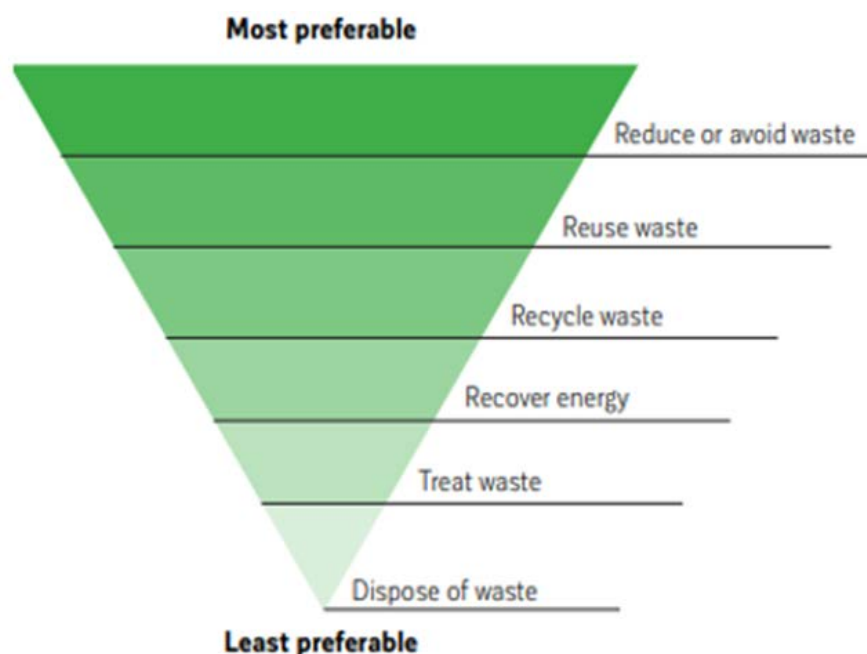 Most preferable
Reduce or avoid waste
Reuse waste
Recycle waste
Recover energy
Treat waste
Dispose of waste
Least preferable